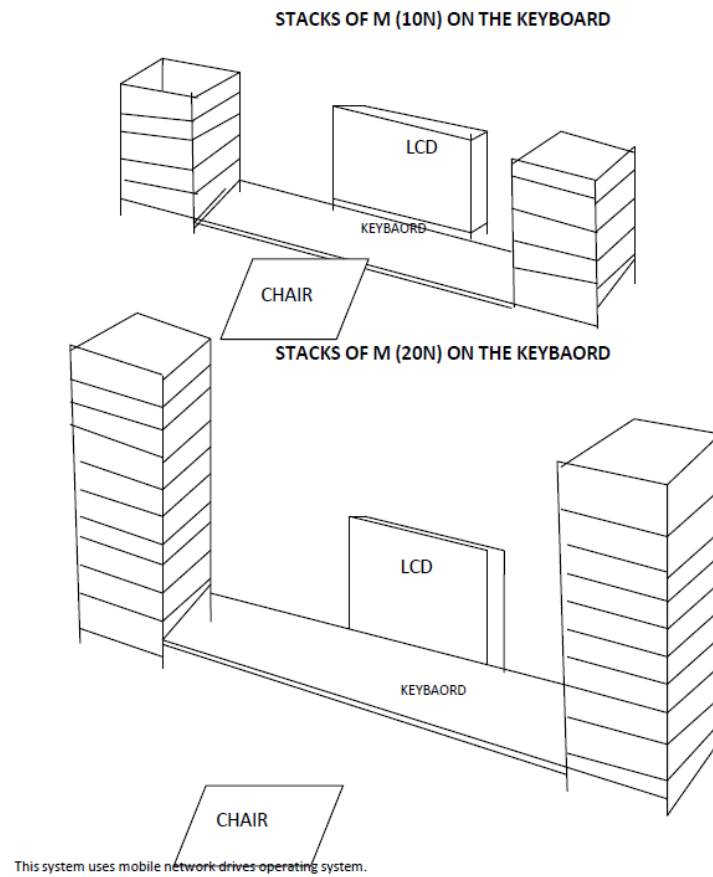 STACKS OF M (10N) ON THE KEYBOARD
LCD
KEYBAORD
CHAIR
STACKS OF M (20N) ON THE KEYBAORD
LCD
KEYBAORD
CHAIR
This system uses mobile network drives operating system.